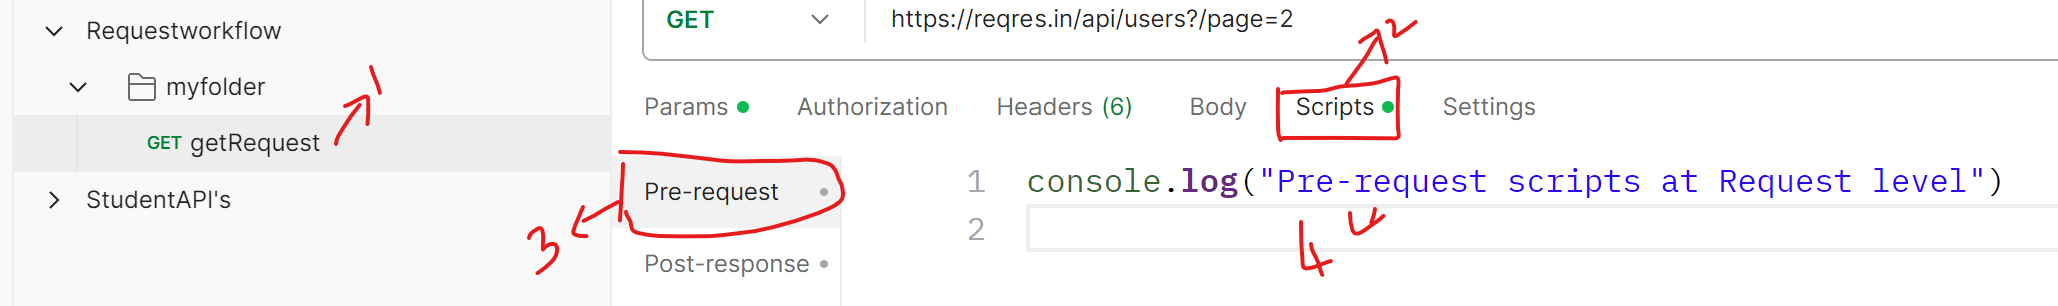 Requestworkflow
myfolder
GET getRequest
StudentAPI's
1
GET
https://reqres.in/api/users?/page=2
2
Params
Authorization
Headers (6)
Body
Scripts
Settings
Pre-request
Post-response
3
1 console.log("Pre-request scripts at Request level")
2
4